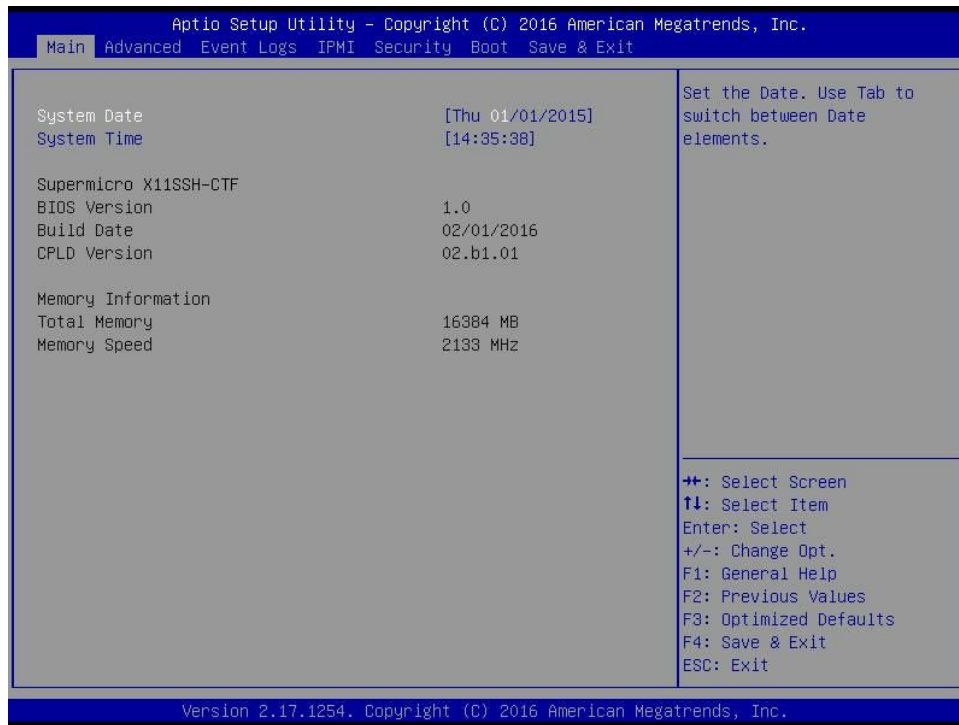 Aptio Setup Utility – Copyright (C) 2016 American Megatrends, Inc.
Main Advanced Event Logs IPMI Security Boot Save & Exit
System Date [Thu 01/01/2015]
System Time [14:35:38]
Supermicro X11SSH-CTF
BIOS Version 1.0
Build Date 02/01/2016
CPLD Version 02.b1.01
Memory Information
Total Memory 16384 MB
Memory Speed 2133 MHz
Set the Date. Use Tab to
switch between Date
elements.
→←: Select Screen
↑↓: Select Item
Enter: Select
+/-: Change Opt.
F1: General Help
F2: Previous Values
F3: Optimized Defaults
F4: Save & Exit
ESC: Exit
Version 2.17.1254. Copyright (C) 2016 American Megatrends, Inc.